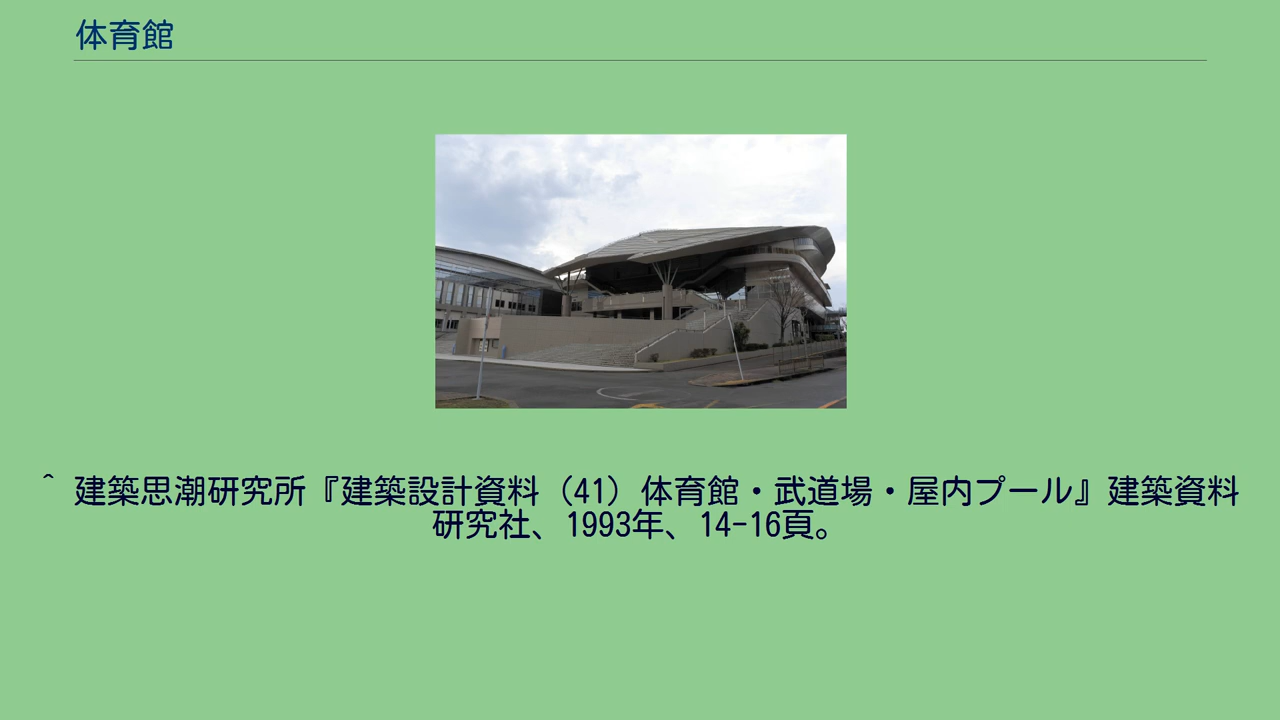 体育館
^ 建築思潮研究所『建築設計資料（41）体育館・武道場・屋内プール』建築資料
研究社、1993年、14-16頁。